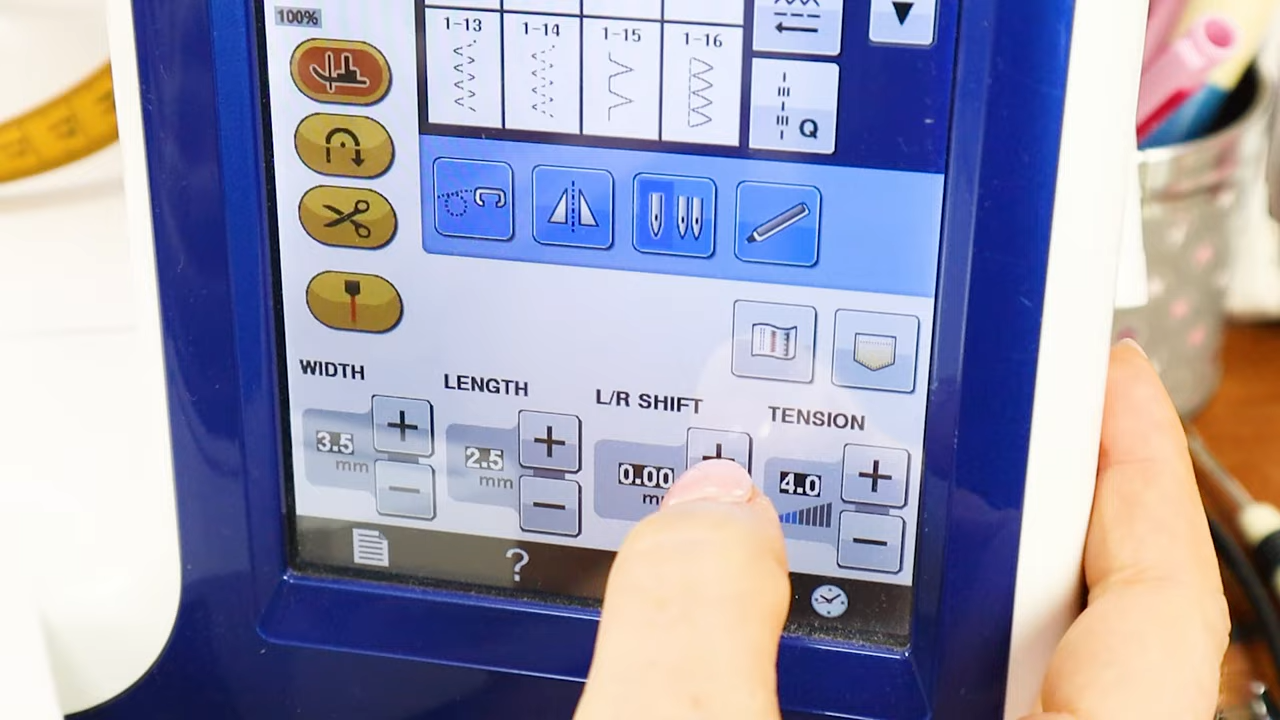 100%
1-13 1-14 1-15 1-16
Q
WIDTH LENGTH L/R SHIFT TENSION
3.5 2.5 0.00 4.0
mm mm
?